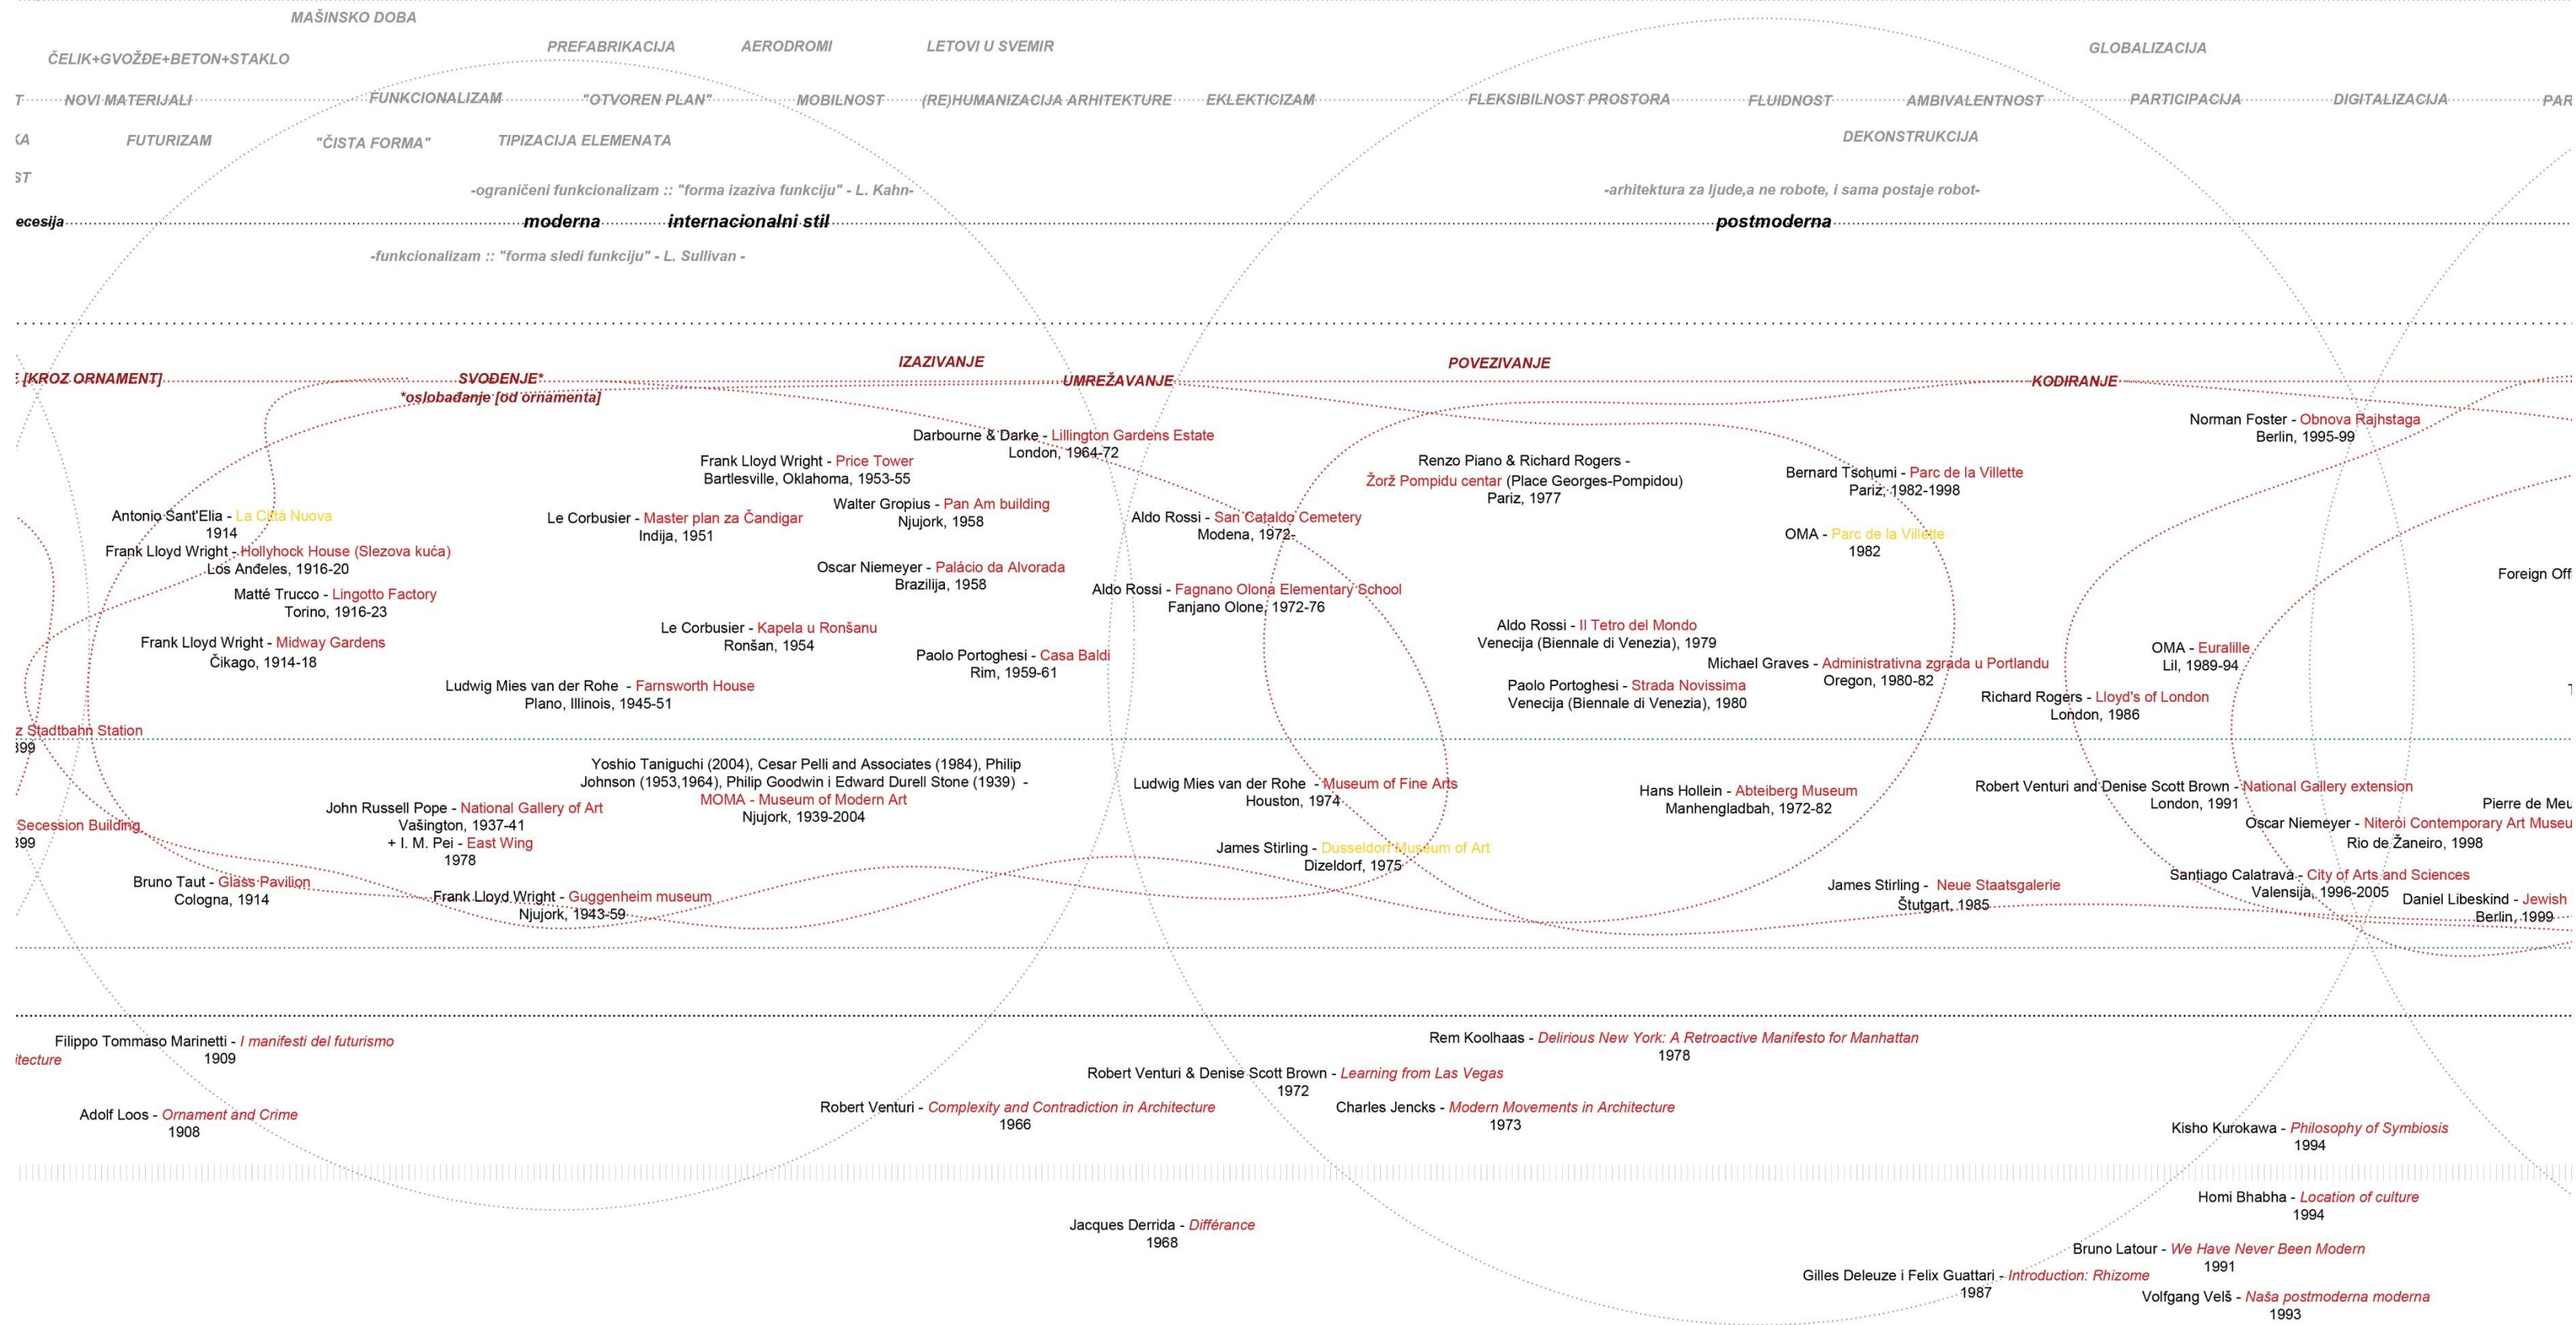 MAŠINSKO DOBA
PREFABRIKACIJA
AERODROMI
LETOVI U SVEMIR
GLOBALIZACIJA
ČELIK+GVOŽĐE+BETON+STAKLO
T
NOVI MATERIJALI
FUNKCIONALIZAM
"OTVOREN PLAN"
MOBILNOST
(RE)HUMANIZACIJA ARHITEKTURE
EKLEKTICIZAM
FLEKSIBILNOST PROSTORA
FLUIDNOST
AMBIVALENTNOST
PARTICIPACIJA
DIGITALIZACIJA
PAR
KA
FUTURIZAM
"ČISTA FORMA"
TIPIZACIJA ELEMENATA
DEKONSTRUKCIJA
ST
-ograničeni funkcionalizam :: "forma izaziva funkciju" - L. Kahn-
-arhitektura za ljude,a ne robote, i sama postaje robot-
ecesija
moderna
internacionalni stil
postmoderna
-funkcionalizam :: "forma sledi funkciju" - L. Sullivan -
IZAZIVANJE
POVEZIVANJE
E [KROZ ORNAMENT]
SVOĐENJE*
UMREŽAVANJE
KODIRANJE
*oslobađanje [od ornamenta]
Norman Foster - Obnova Rajhstaga
Berlin, 1995-99
Darbourne & Darke - Lillington Gardens Estate
London, 1964-72
Frank Lloyd Wright - Price Tower
Bartlesville, Oklahoma, 1953-55
Renzo Piano & Richard Rogers -
Žorž Pompidu centar (Place Georges-Pompidou)
Pariz, 1977
Bernard Tschumi - Parc de la Villette
Pariz, 1982-1998
Walter Gropius - Pan Am building
Njujork, 1958
Antonio Sant'Elia - La Città Nuova
1914
Le Corbusier - Master plan za Čandigar
Indija, 1951
Aldo Rossi - San Cataldo Cemetery
Modena, 1972-
OMA - Parc de la Villette
1982
Frank Lloyd Wright - Hollyhock House (Slezova kuća)
Los Anđeles, 1916-20
Oscar Niemeyer - Palácio da Alvorada
Brazilija, 1958
Foreign Off
Matté Trucco - Lingotto Factory
Torino, 1916-23
Aldo Rossi - Fagnano Olona Elementary School
Fanjano Olone, 1972-76
Le Corbusier - Kapela u Ronšanu
Ronšan, 1954
Aldo Rossi - Il Tetro del Mondo
Venecija (Biennale di Venezia), 1979
Frank Lloyd Wright - Midway Gardens
Čikago, 1914-18
Paolo Portoghesi - Casa Baldi
Rim, 1959-61
Michael Graves - Administrativna zgrada u Portlandu
Oregon, 1980-82
OMA - Euralille
Lil, 1989-94
Ludwig Mies van der Rohe - Farnsworth House
Plano, Illinois, 1945-51
Paolo Portoghesi - Strada Novissima
Venecija (Biennale di Venezia), 1980
Richard Rogers - Lloyd's of London
London, 1986
z Stadtbahn Station
899
Yoshio Taniguchi (2004), Cesar Pelli and Associates (1984), Philip
Johnson (1953,1964), Philip Goodwin i Edward Durell Stone (1939) -
MOMA - Museum of Modern Art
Njujork, 1939-2004
Ludwig Mies van der Rohe - Museum of Fine Arts
Houston, 1974
Hans Hollein - Abteiberg Museum
Manhengladbah, 1972-82
Robert Venturi and Denise Scott Brown - National Gallery extension
London, 1991
John Russell Pope - National Gallery of Art
Vašington, 1937-41
+ I. M. Pei - East Wing
1978
Pierre de Meu
Secession Building
899
Oscar Niemeyer - Niterói Contemporary Art Museu
Rio de Žaneiro, 1998
James Stirling - Dusseldorf Museum of Art
Dizeldorf, 1975
Bruno Taut - Glass Pavilion
Cologna, 1914
Frank Lloyd Wright - Guggenheim museum
Njujork, 1943-59
James Stirling - Neue Staatsgalerie
Štutgart, 1985
Santiago Calatrava - City of Arts and Sciences
Valensija, 1996-2005
Daniel Libeskind - Jewish
Berlin, 1999
Filippo Tommaso Marinetti - I manifesti del futurismo
1909
itecture
Rem Koolhaas - Delirious New York: A Retroactive Manifesto for Manhattan
1978
Robert Venturi & Denise Scott Brown - Learning from Las Vegas
1972
Adolf Loos - Ornament and Crime
1908
Robert Venturi - Complexity and Contradiction in Architecture
1966
Charles Jencks - Modern Movements in Architecture
1973
Kisho Kurokawa - Philosophy of Symbiosis
1994
Homi Bhabha - Location of culture
1994
Jacques Derrida - Différance
1968
Bruno Latour - We Have Never Been Modern
1991
Gilles Deleuze i Felix Guattari - Introduction: Rhizome
1987
Volfgang Velš - Naša postmoderna moderna
1993